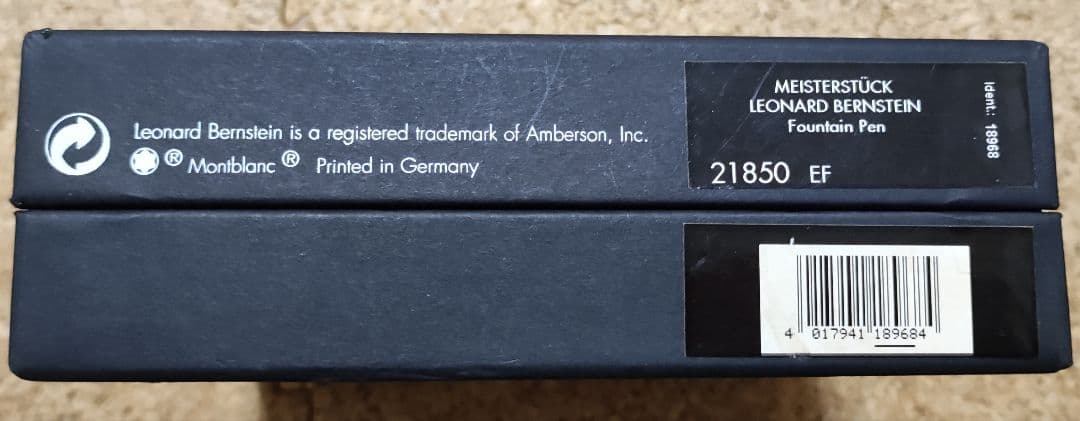 Leonard Bernstein is a registered trademark of Amberson, Inc.
® Montblanc ® Printed in Germany
MEISTERSTÜCK
LEONARD BERNSTEIN
Fountain Pen
21850 EF
Ident.: 18968
4 017941 189684